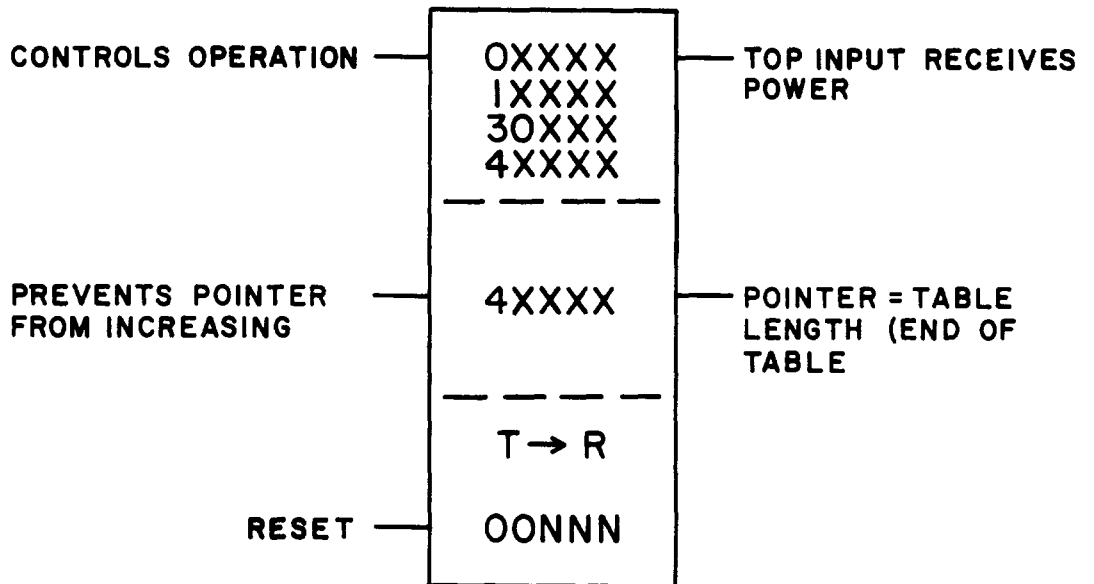 CONTROLS OPERATION
0XXXX
1XXXX
30XXX
4XXXX
TOP INPUT RECEIVES
POWER
PREVENTS POINTER
FROM INCREASING
4XXXX
POINTER = TABLE
LENGTH (END OF
TABLE
T → R
RESET
00NNN